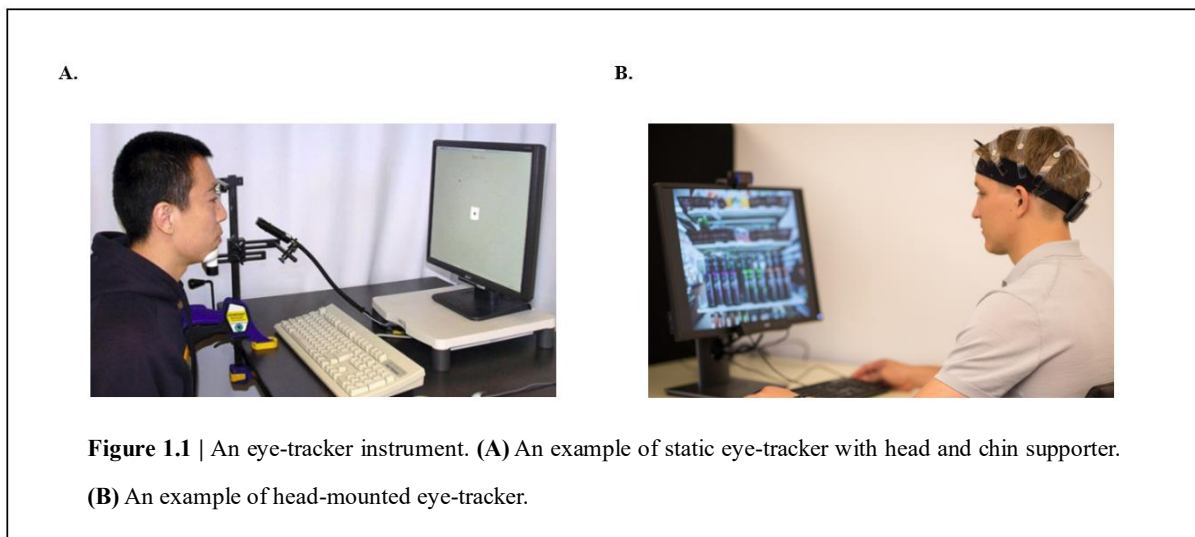 A.
B.
Figure 1.1 | An eye-tracker instrument. (A) An example of static eye-tracker with head and chin supporter.
(B) An example of head-mounted eye-tracker.